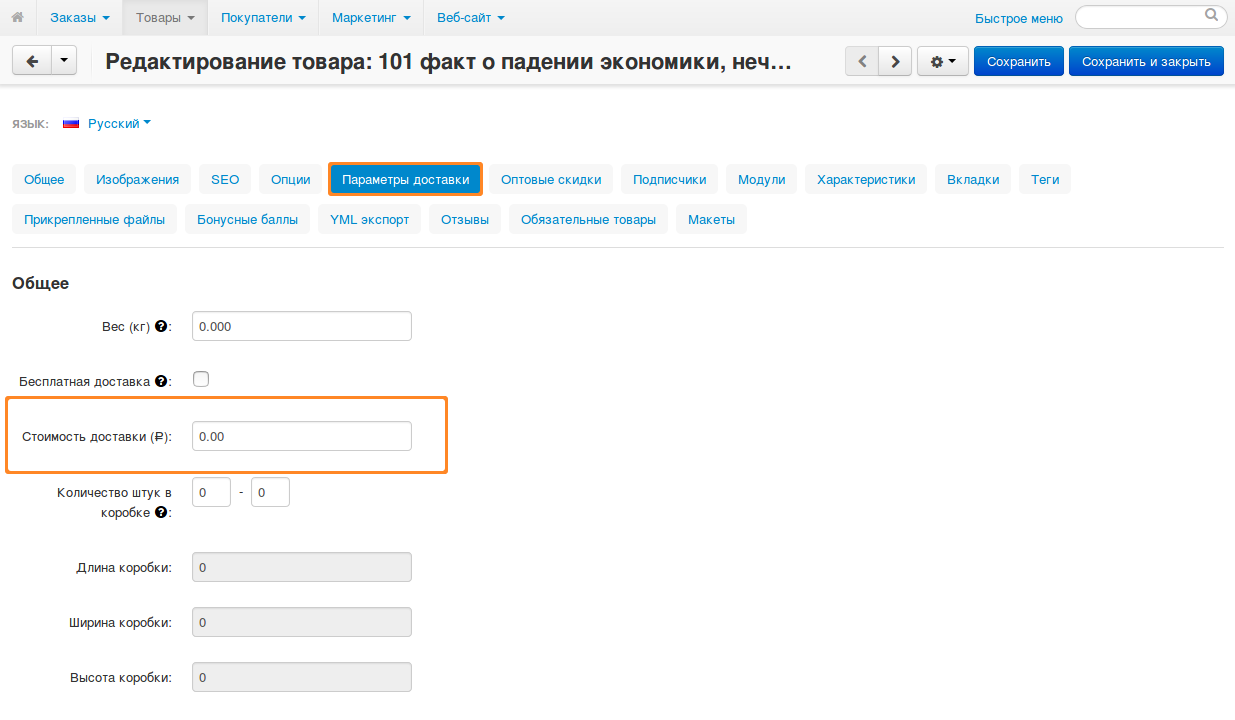 Заказы Товары Покупатели Маркетинг Веб-сайт Быстрое меню
Редактирование товара: 101 факт о падении экономики, неч... Сохранить Сохранить и закрыть
ЯЗЫК: Русский
Общее Изображения SEO Опции Параметры доставки Оптовые скидки Подписчики Модули Характеристики Вкладки Теги
Прикрепленные файлы Бонусные баллы YML экспорт Отзывы Обязательные товары Макеты
Общее
Вес (кг) ?: 0.000
Бесплатная доставка ?:
Стоимость доставки (₽): 0.00
Количество штук в 0 - 0
коробке ?:
Длина коробки: 0
Ширина коробки: 0
Высота коробки: 0